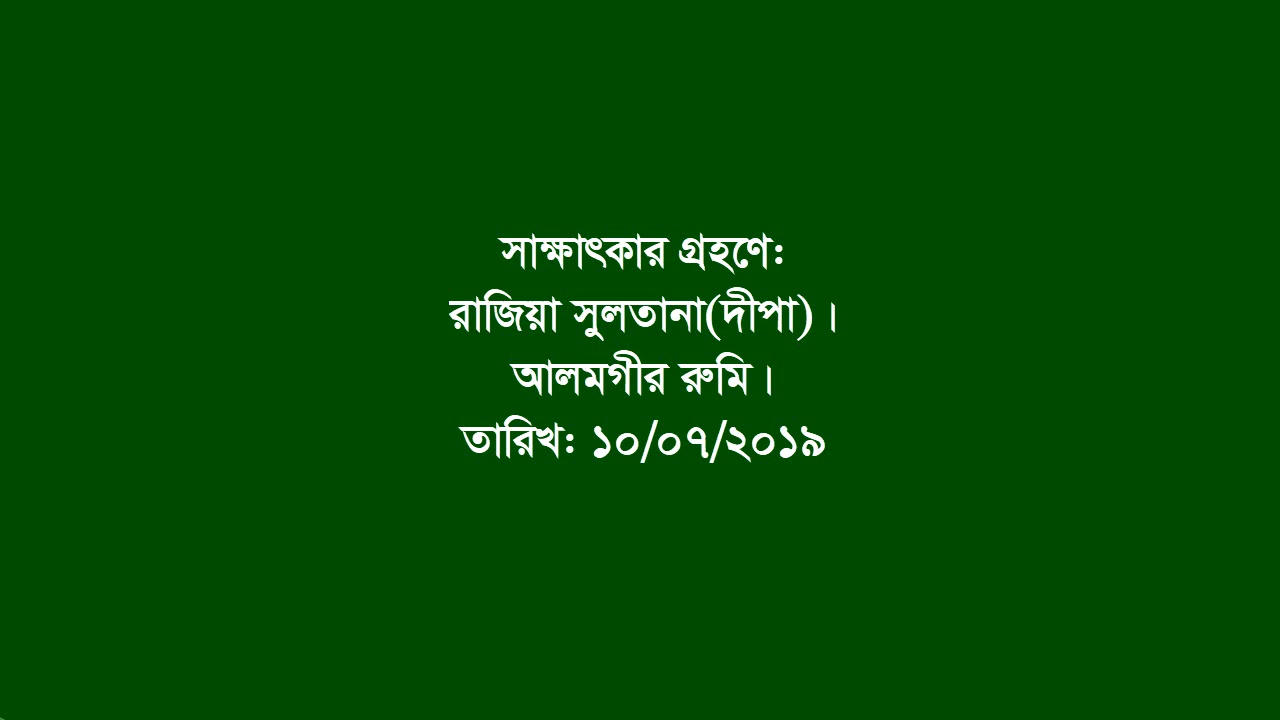 সাক্ষাৎকার গ্রহণে:
রাজিয়া সুলতানা(দীপা)।
আলমগীর রুমি।
তারিখ: ১০/০৭/২০১৯